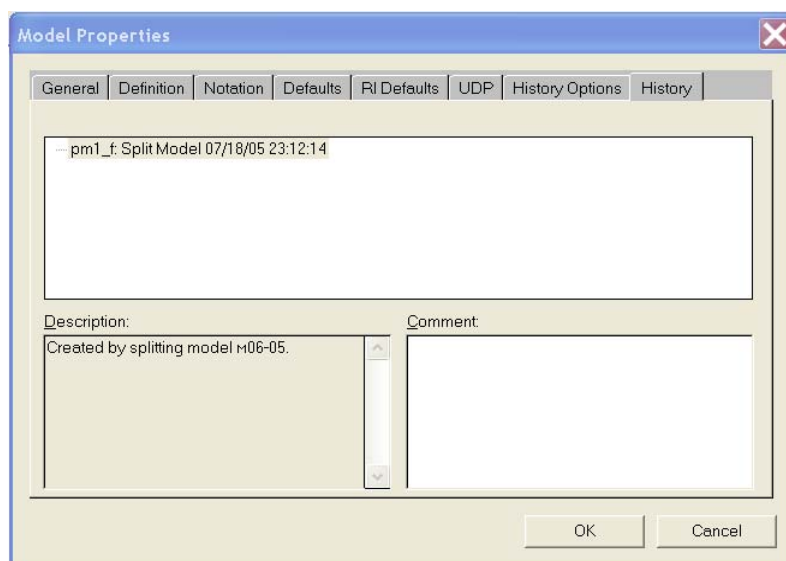 Model Properties
General Definition Notation Defaults RI Defaults UDP History Options History
pm1_f: Split Model 07/18/05 23:12:14
Description: Comment:
Created by splitting model м06-05.
OK Cancel